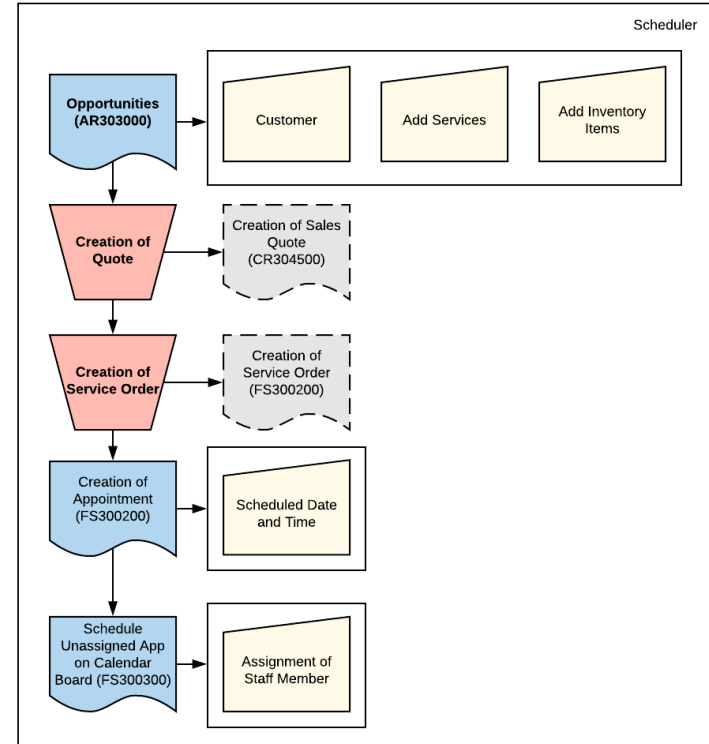 Scheduler
Opportunities
(AR303000)
Customer
Add Services
Add Inventory
Items
Creation of
Quote
Creation of Sales
Quote
(CR304500)
Creation of
Service Order
Creation of
Service Order
(FS300200)
Creation of
Appointment
(FS300200)
Scheduled Date
and Time
Schedule
Unassigned App
on Calendar
Board (FS300300)
Assignment of
Staff Member